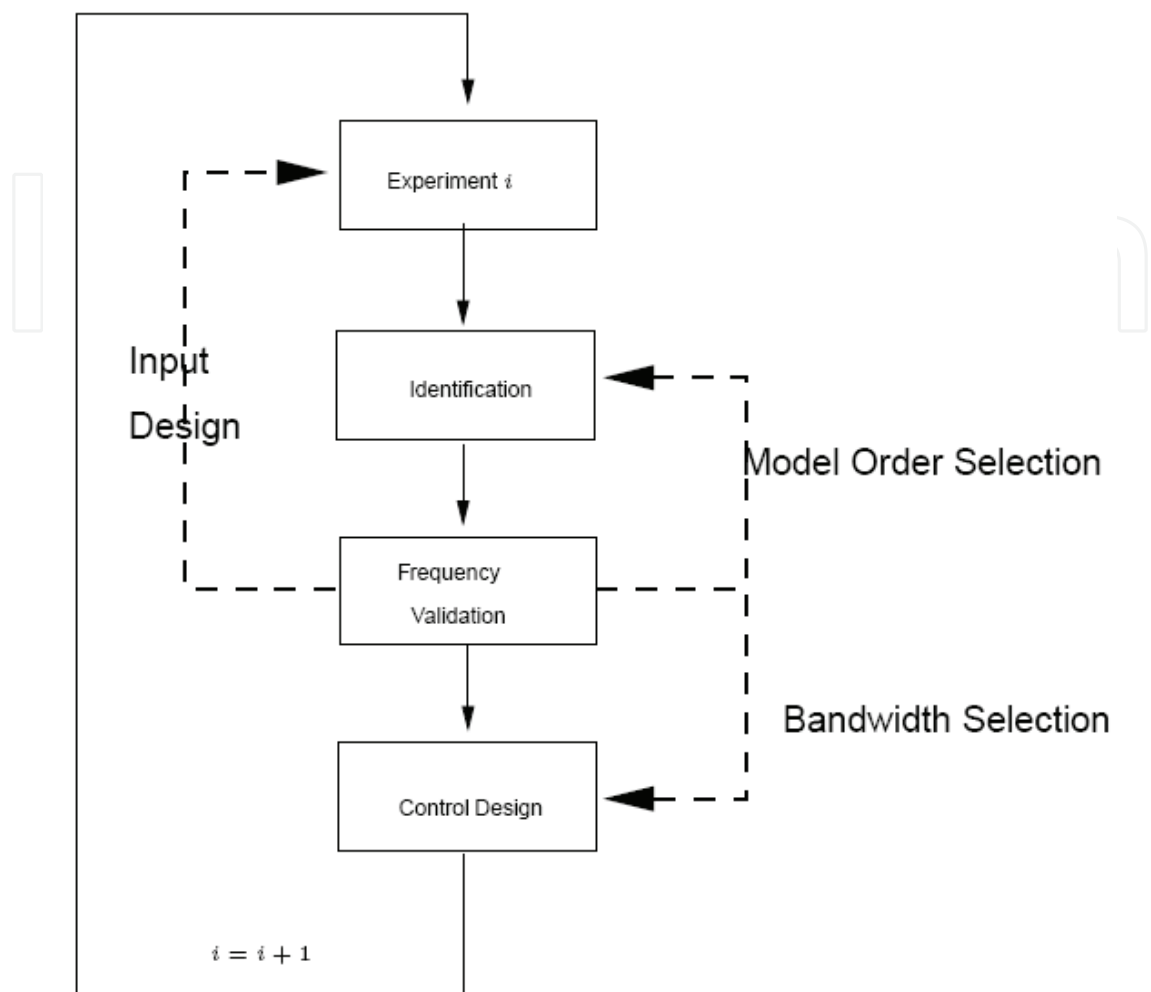 Experiment i
Input
Design
Identification
Model Order Selection
Frequency
Validation
Bandwidth Selection
Control Design
i = i + 1